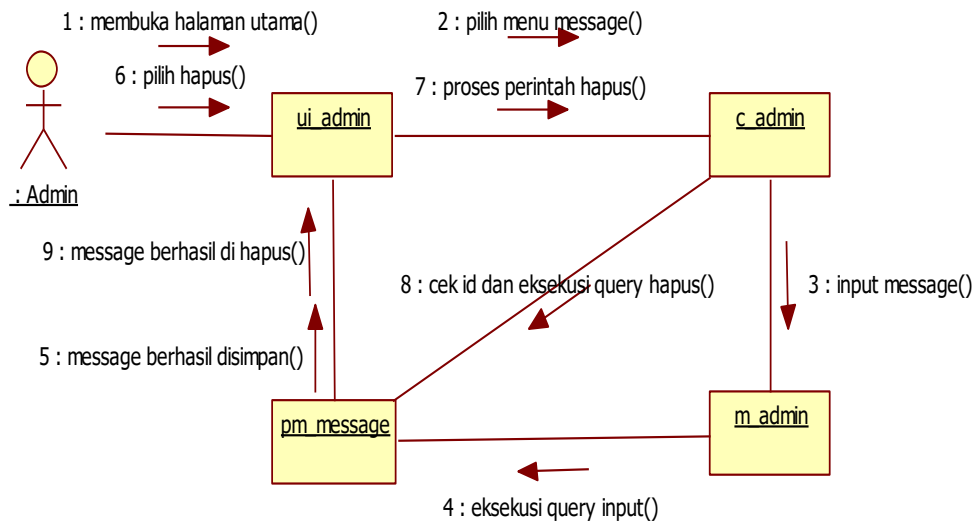 1 : membuka halaman utama()
2 : pilih menu message()
6 : pilih hapus()
7 : proses perintah hapus()
ui_admin
c_admin
: Admin
9 : message berhasil di hapus()
8 : cek id dan eksekusi query hapus()
3 : input message()
5 : message berhasil disimpan()
pm_message
m_admin
4 : eksekusi query input()